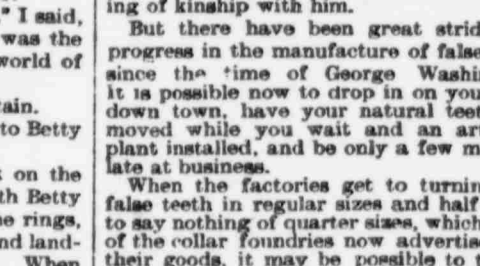 " I said,
was the
world of
tain.
to Betty
on the
th Betty
e rings,
nd land-
When
ing of kinship with him.
But there have been great strid
progress in the manufacture of false
since the time of George Washi
it is possible now to drop in on you
down town, have your natural teet
moved while you wait and an ar
plant installed, and be only a few m
late at business.
When the factories get to turnin
false teeth in regular sizes and half
to say nothing of quarter sizes, which
of the collar foundries now advertis
their goods, it may be possible to t